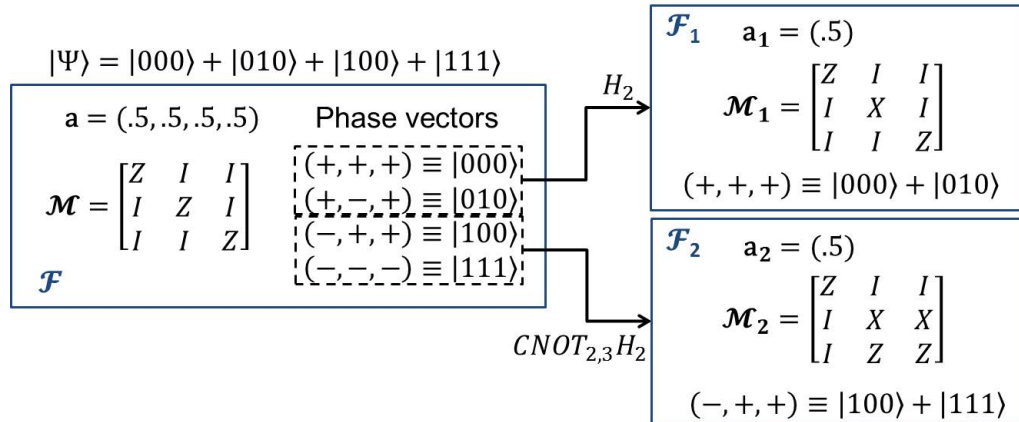 |Ψ⟩ = |000⟩ + |010⟩ + |100⟩ + |111⟩
a = (.5, .5, .5, .5)
Phase vectors
𝓜 =
Z I I
I Z I
I I Z
(+, +, +) ≡ |000⟩
(+, −, +) ≡ |010⟩
(−, +, +) ≡ |100⟩
(−, −, −) ≡ |111⟩
𝓕
H₂
CNOT₂,₃H₂
𝓕₁
a₁ = (.5)
𝓜₁ =
Z I I
I X I
I I Z
(+, +, +) ≡ |000⟩ + |010⟩
𝓕₂
a₂ = (.5)
𝓜₂ =
Z I I
I X X
I Z Z
(−, +, +) ≡ |100⟩ + |111⟩